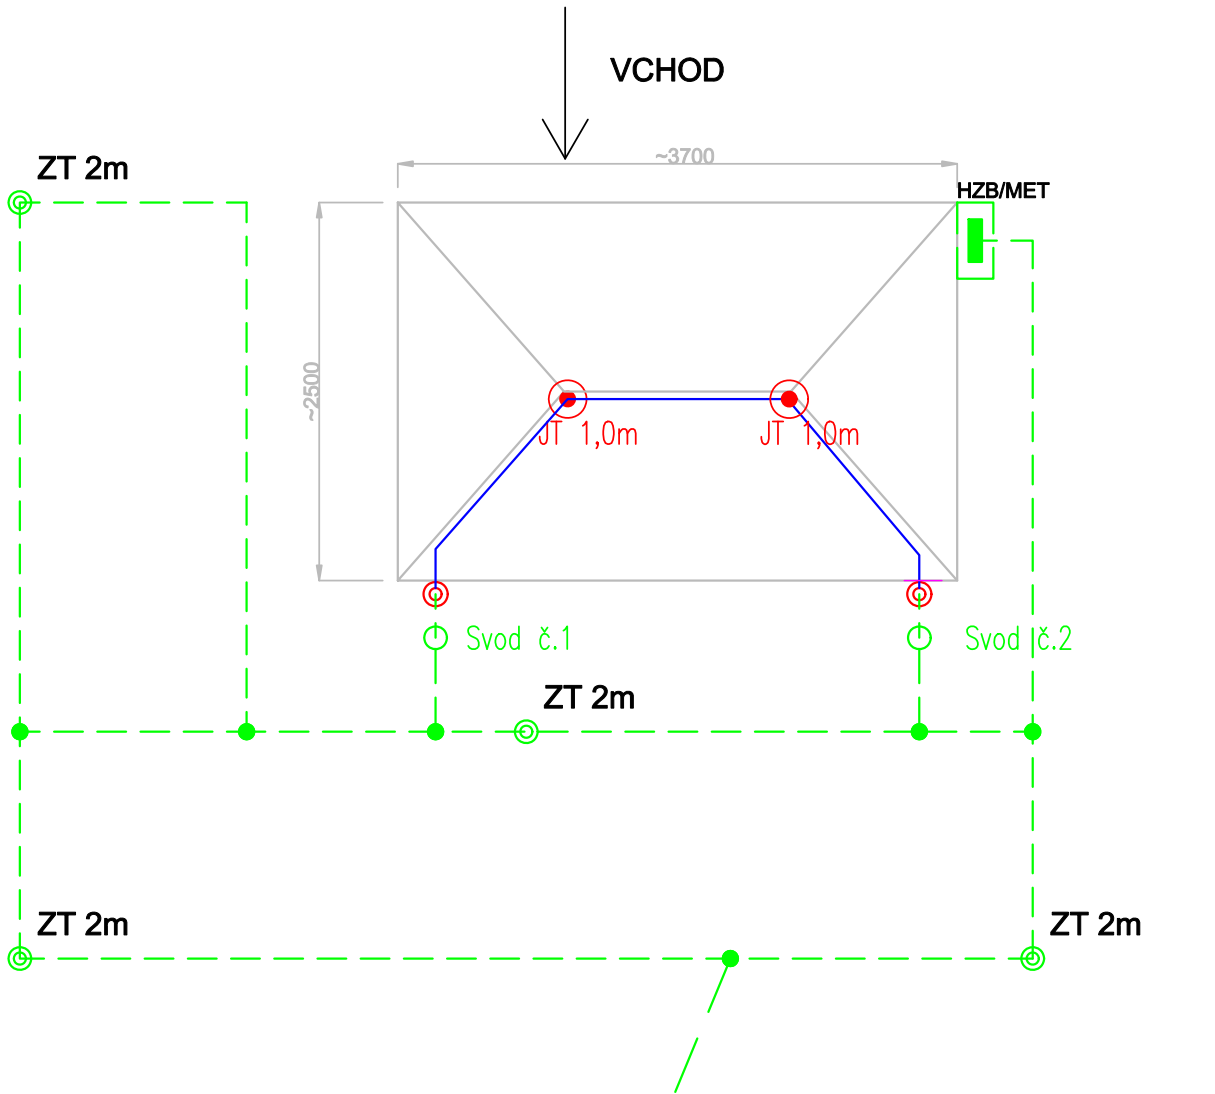 VCHOD
~3700
ZT 2m
HZB/MET
~2500
JT 1,0m
JT 1,0m
Svod č.1
Svod č.2
ZT 2m
ZT 2m
ZT 2m